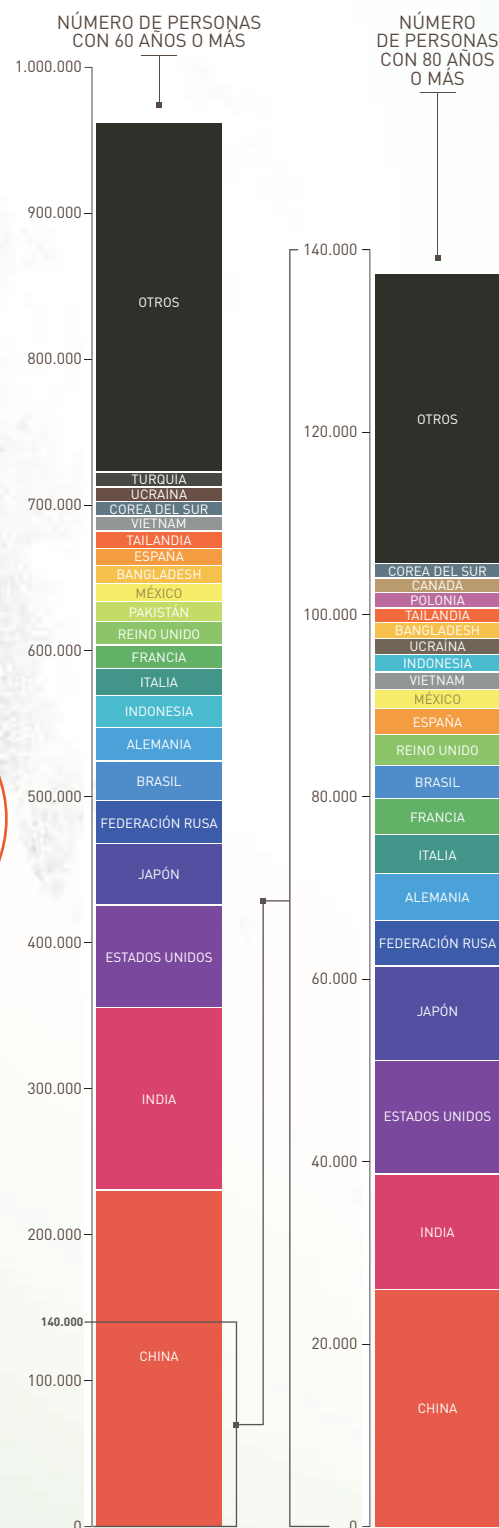 NÚMERO DE PERSONAS
CON 60 AÑOS O MÁS
1.000.000
900.000
800.000
700.000
600.000
500.000
400.000
300.000
200.000
140.000
100.000
0
OTROS
TURQUÍA
UCRAÍNA
COREA DEL SUR
VIETNAM
TAILANDIA
ESPAÑA
BANGLADESH
MÉXICO
PAKISTÁN
REINO UNIDO
FRANCIA
ITALIA
INDONESIA
ALEMANIA
BRASIL
FEDERACIÓN RUSA
JAPÓN
ESTADOS UNIDOS
INDIA
CHINA
NÚMERO
DE PERSONAS
CON 80 AÑOS
O MÁS
140.000
120.000
100.000
80.000
60.000
40.000
20.000
0
OTROS
COREA DEL SUR
CANADA
POLONIA
TAILANDIA
BANGLADESH
UCRAÍNA
INDONESIA
VIETNAM
MÉXICO
ESPAÑA
REINO UNIDO
BRASIL
FRANCIA
ITALIA
ALEMANIA
FEDERACIÓN RUSA
JAPÓN
ESTADOS UNIDOS
INDIA
CHINA